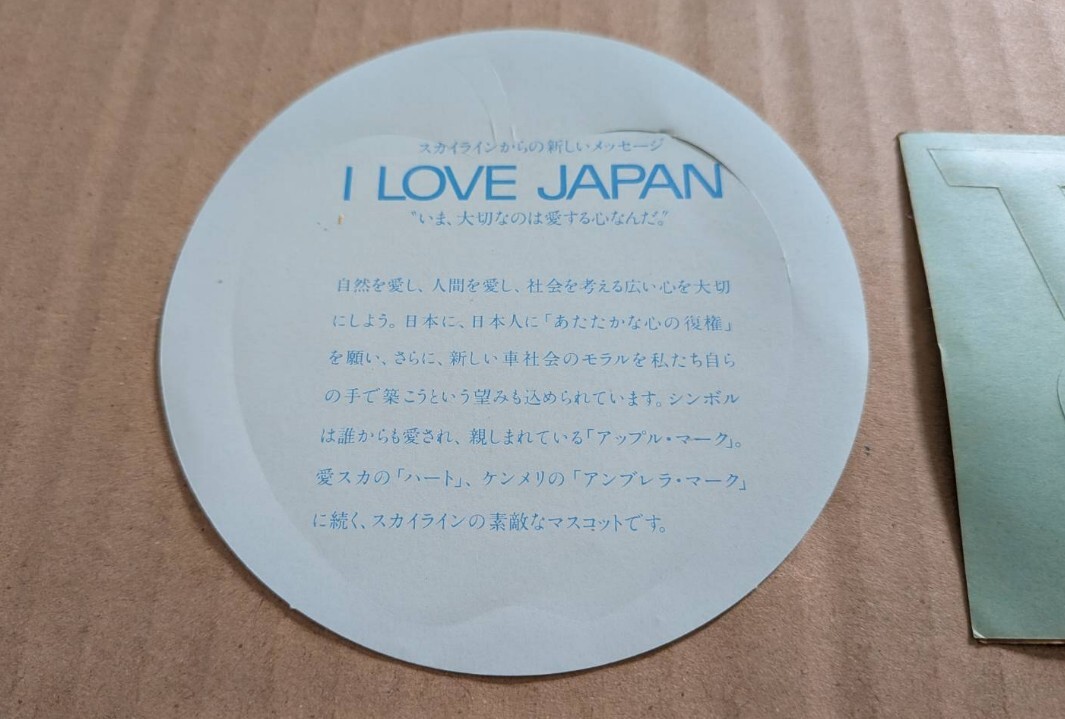 スカイラインからの新しいメッセージ
I LOVE JAPAN
〝いま、大切なのは愛する心なんだ。〟
自然を愛し、人間を愛し、社会を考える広い心を大切
にしよう。日本に、日本人に「あたたかな心の復権」
を願い、さらに、新しい車社会のモラルを私たち自ら
の手で築こうという望みも込められています。シンボル
は誰からも愛され、親しまれている「アップル・マーク」。
愛スカの「ハート」、ケンメリの「アンブレラ・マーク」
に続く、スカイラインの素敵なマスコットです。